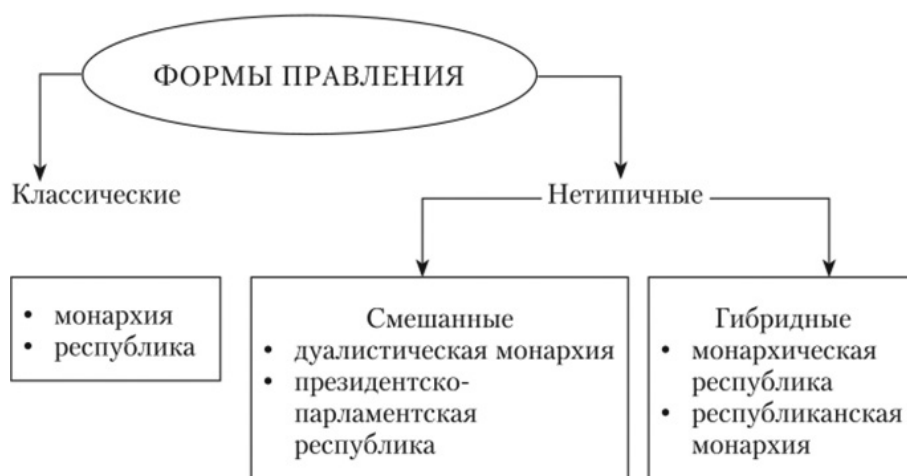 ФОРМЫ ПРАВЛЕНИЯ
Классические
Нетипичные
• монархия
• республика
Смешанные
• дуалистическая монархия
• президентско-
парламентская
республика
Гибридные
• монархическая
республика
• республиканская
монархия